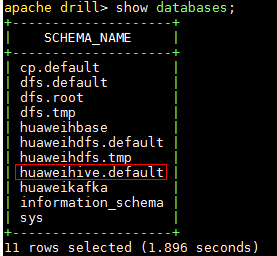 apache drill> show databases;
+--------------------+
| SCHEMA_NAME |
+--------------------+
| cp.default |
| dfs.default |
| dfs.root |
| dfs.tmp |
| huaweihbase |
| huaweihdfs.default |
| huaweihdfs.tmp |
| huaweihive.default |
| huaweikafka |
| information_schema |
| sys |
+--------------------+
11 rows selected (1.896 seconds)